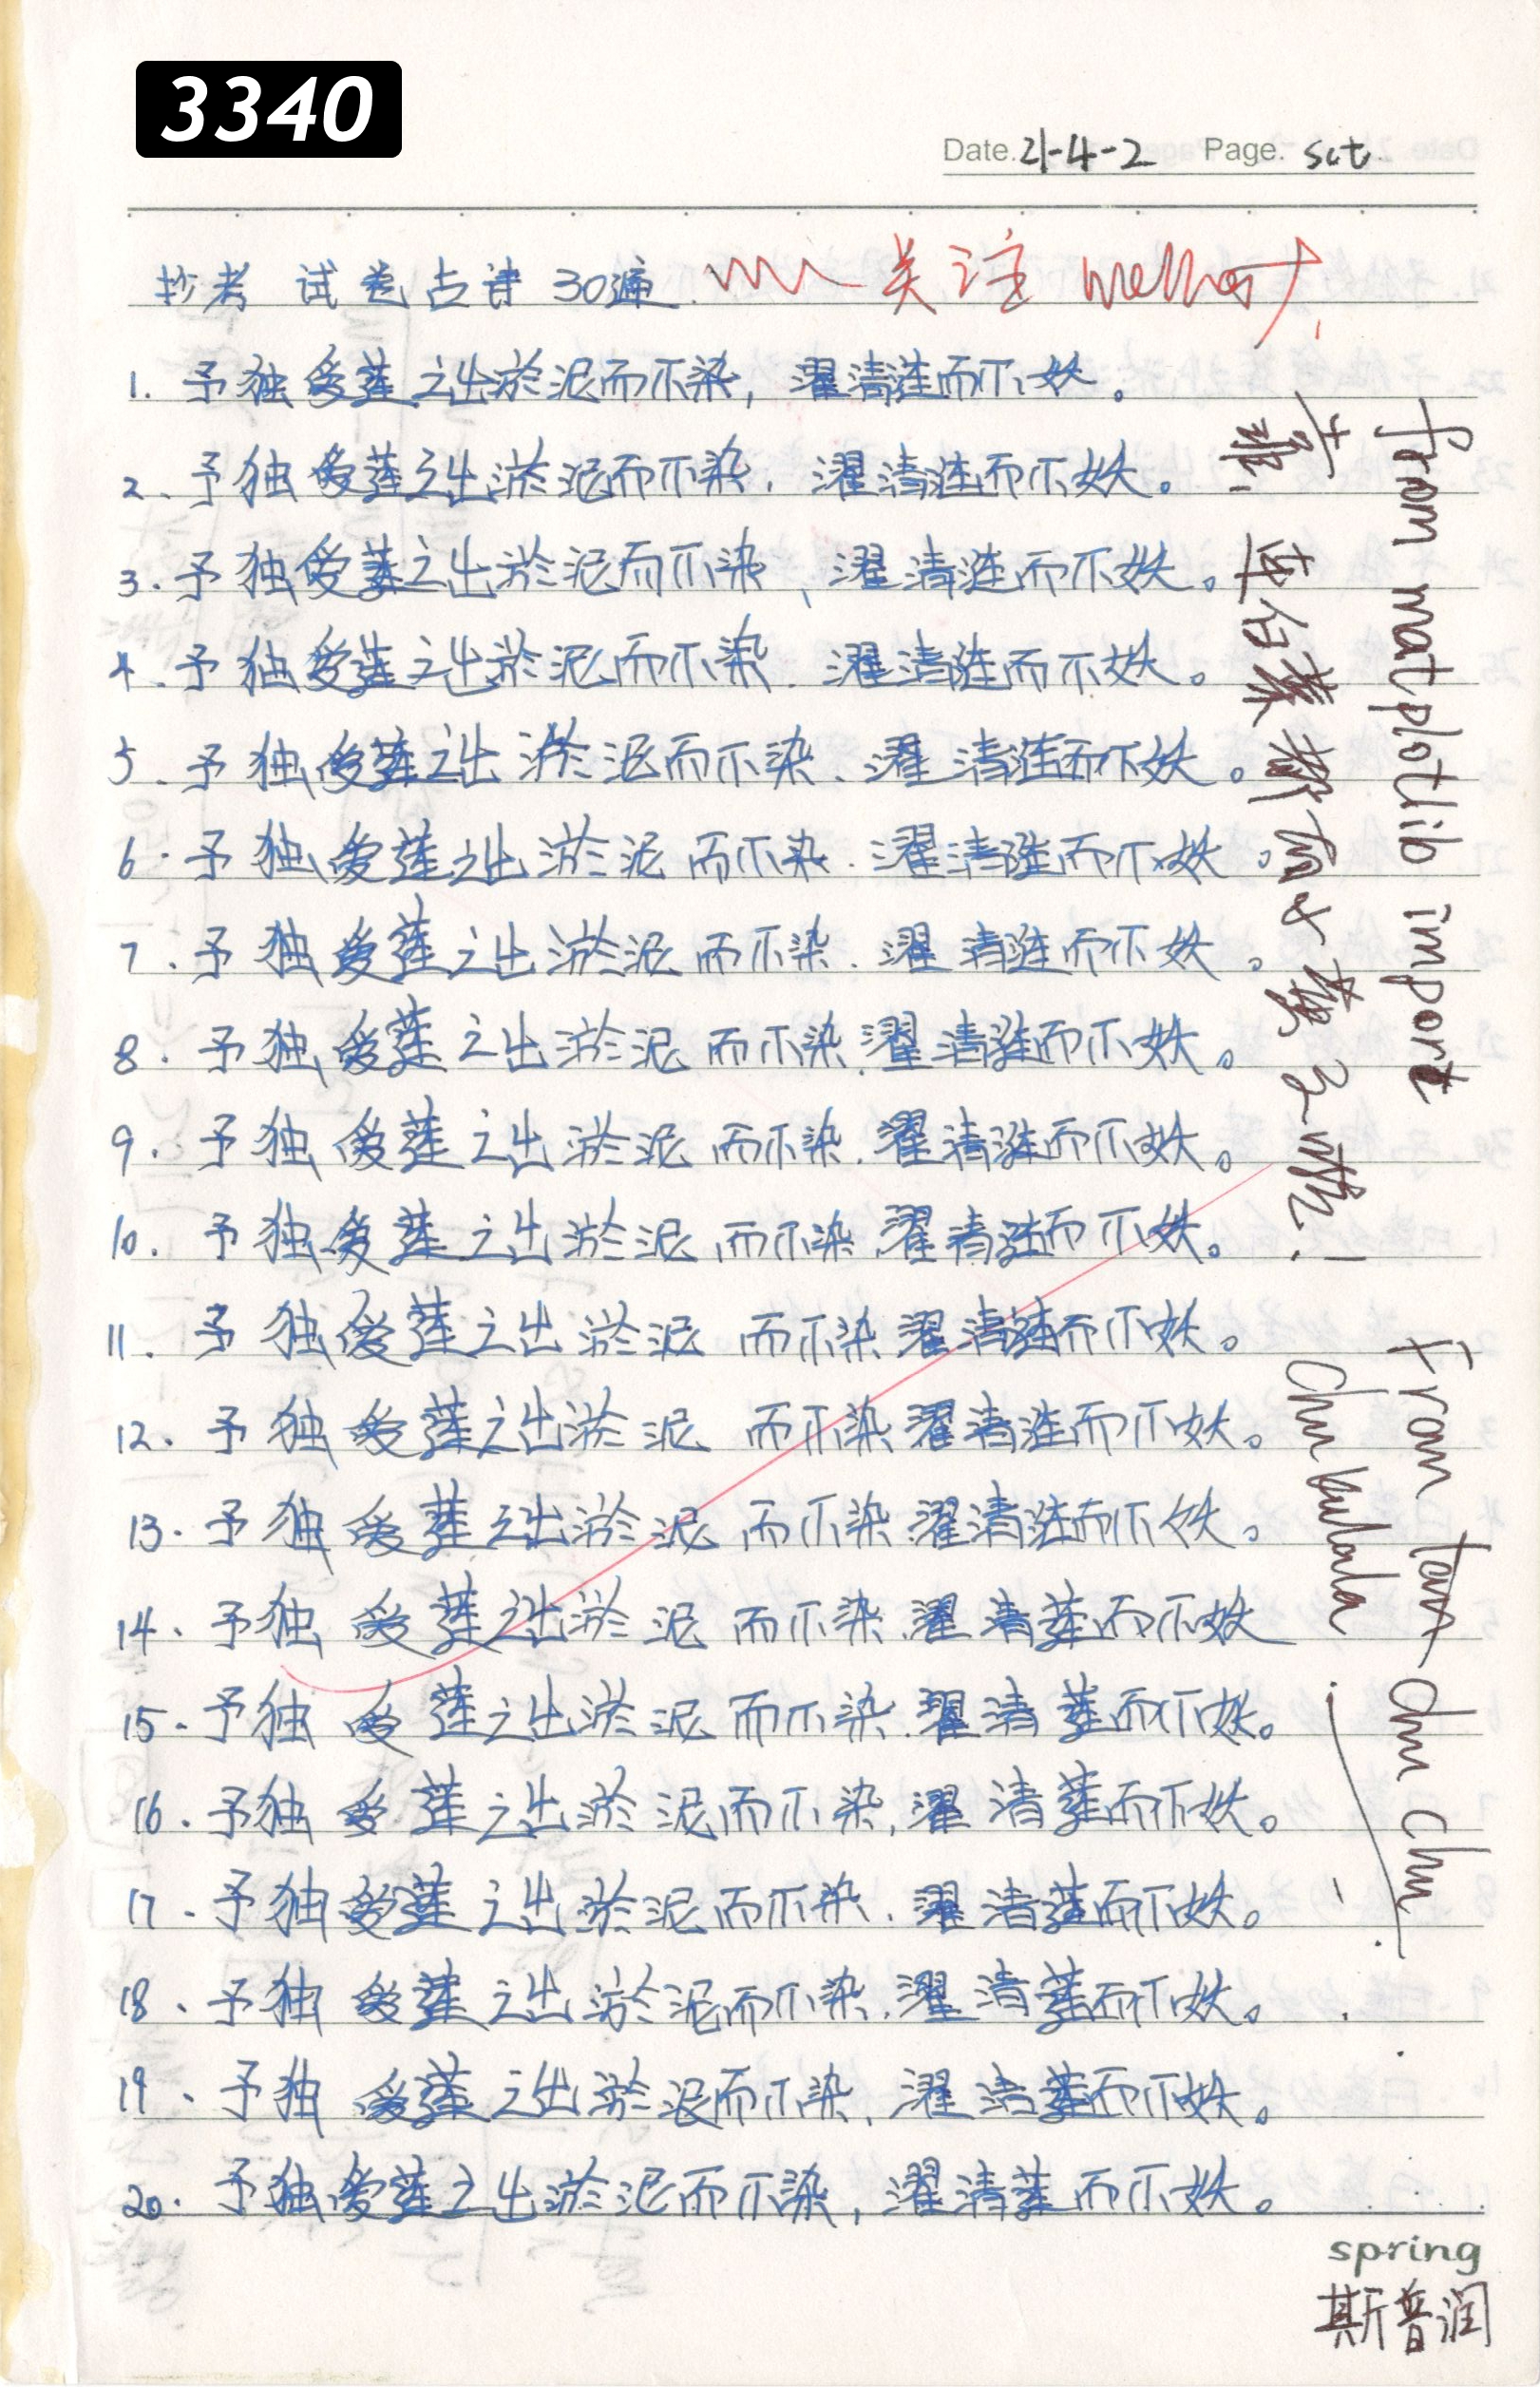 3340
Date. 21-4-2 Page. sat.
抄考 试卷古诗 30遍. 关注 method!
1. 予独爱莲之出淤泥而不染，濯清涟而不妖。
2. 予独爱莲之出淤泥而不染，濯清涟而不妖。
3. 予独爱莲之出淤泥而不染，濯清涟而不妖。
4. 予独爱莲之出淤泥而不染，濯清涟而不妖。
5. 予独爱莲之出淤泥而不染，濯清涟而不妖。
6. 予独爱莲之出淤泥而不染，濯清涟而不妖。
7. 予独爱莲之出淤泥而不染，濯清涟而不妖。
8. 予独爱莲之出淤泥而不染，濯清涟而不妖。
9. 予独爱莲之出淤泥而不染，濯清涟而不妖。
10. 予独爱莲之出淤泥而不染，濯清涟而不妖。
11. 予独爱莲之出淤泥而不染 濯清涟而不妖。
12. 予独爱莲之出淤泥 而不染 濯清涟而不妖。
13. 予独爱莲之出淤泥 而不染 濯清涟而不妖。
14. 予独爱莲之出淤泥 而不染，濯清莲而不妖
15. 予独爱莲之出淤泥而不染，濯清莲而不妖。
16. 予独爱莲之出淤泥而不染，濯清莲而不妖。
17. 予独爱莲之出淤泥而不染，濯清莲而不妖。
18、予独爱莲之出淤泥而不染，濯清莲而不妖。
19、予独爱莲之出淤泥而不染，濯清莲而不妖。
20. 予独爱莲之出淤泥而不染，濯清莲而不妖。
from matplotlib import
From Tan Chu Chu
Chu kulala
spring
斯普润